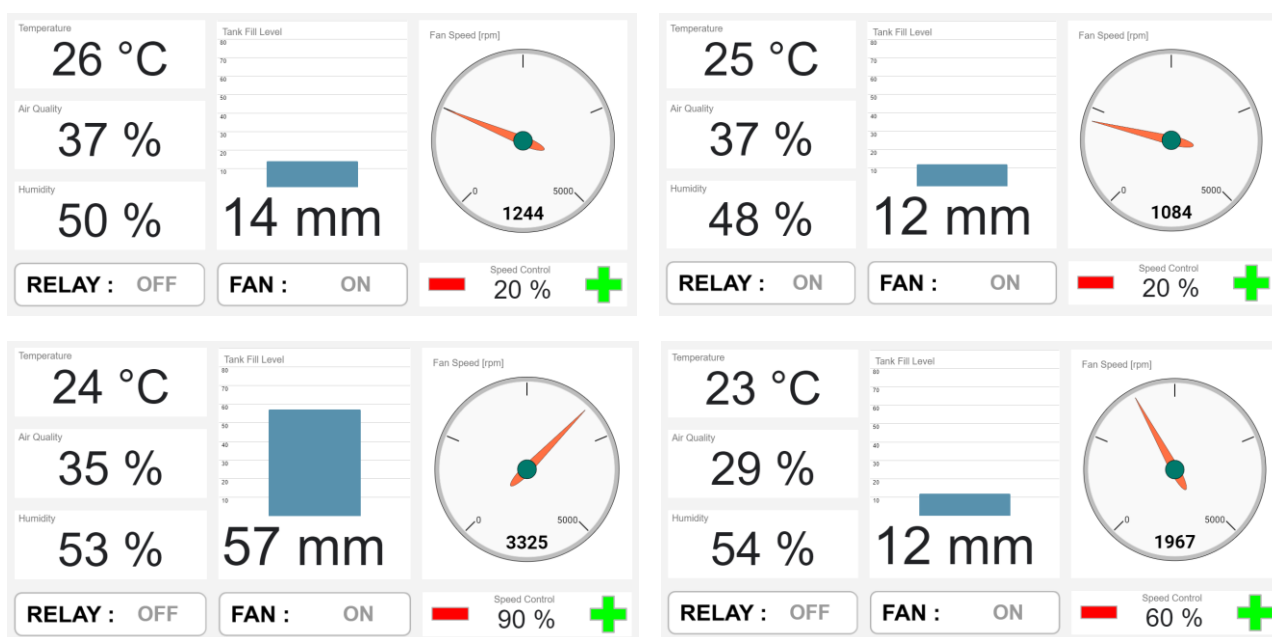 Temperature
26 °C
Air Quality
37 %
Humidity
50 %
Tank Fill Level
80
70
60
50
40
30
20
10
14 mm
Fan Speed [rpm]
0 5000
1244
RELAY : OFF
FAN : ON
Speed Control
20 %
Temperature
25 °C
Air Quality
37 %
Humidity
48 %
Tank Fill Level
80
70
60
50
40
30
20
10
12 mm
Fan Speed [rpm]
0 5000
1084
RELAY : ON
FAN : ON
Speed Control
20 %
Temperature
24 °C
Air Quality
35 %
Humidity
53 %
Tank Fill Level
80
70
60
50
40
30
20
10
57 mm
Fan Speed [rpm]
0 5000
3325
RELAY : OFF
FAN : ON
Speed Control
90 %
Temperature
23 °C
Air Quality
29 %
Humidity
54 %
Tank Fill Level
80
70
60
50
40
30
20
10
12 mm
Fan Speed [rpm]
0 5000
1967
RELAY : OFF
FAN : ON
Speed Control
60 %